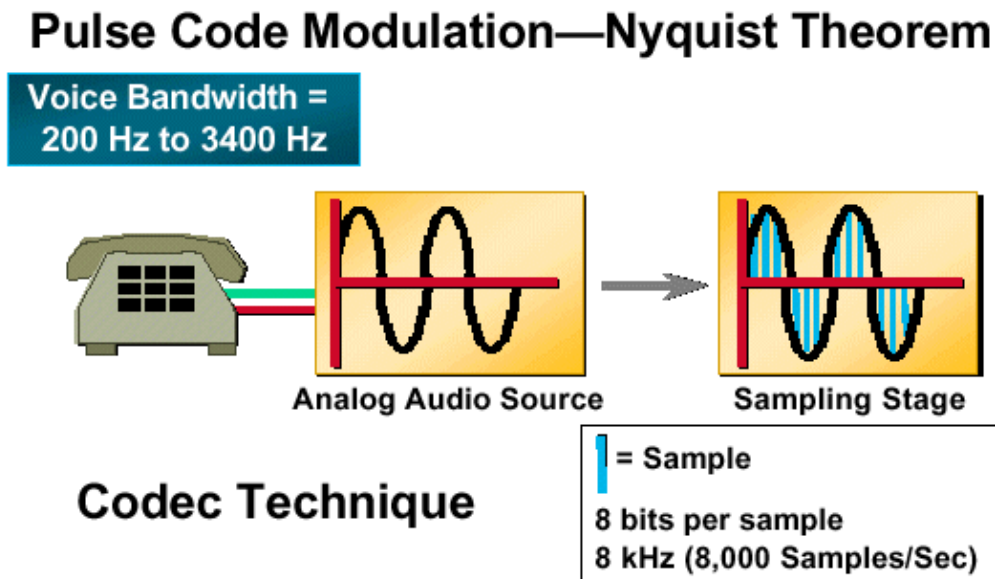 Pulse Code Modulation—Nyquist Theorem
Voice Bandwidth =
200 Hz to 3400 Hz
Analog Audio Source
Sampling Stage
= Sample
8 bits per sample
8 kHz (8,000 Samples/Sec)
Codec Technique